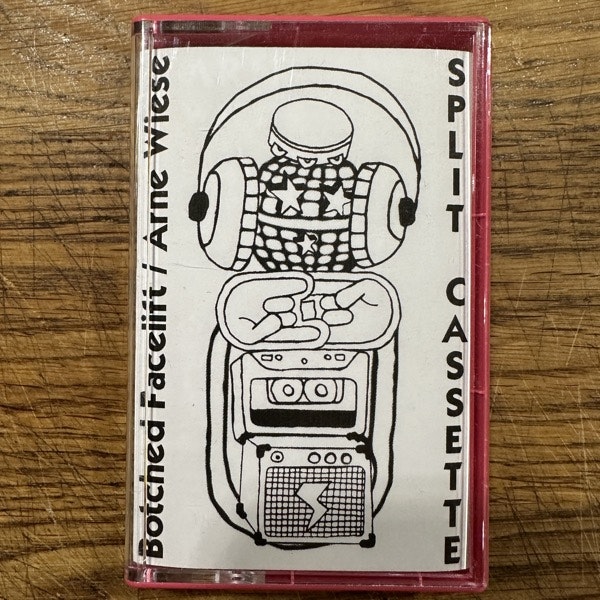 Botched Facelift / Arne Wiese
SPLIT CASSETTE